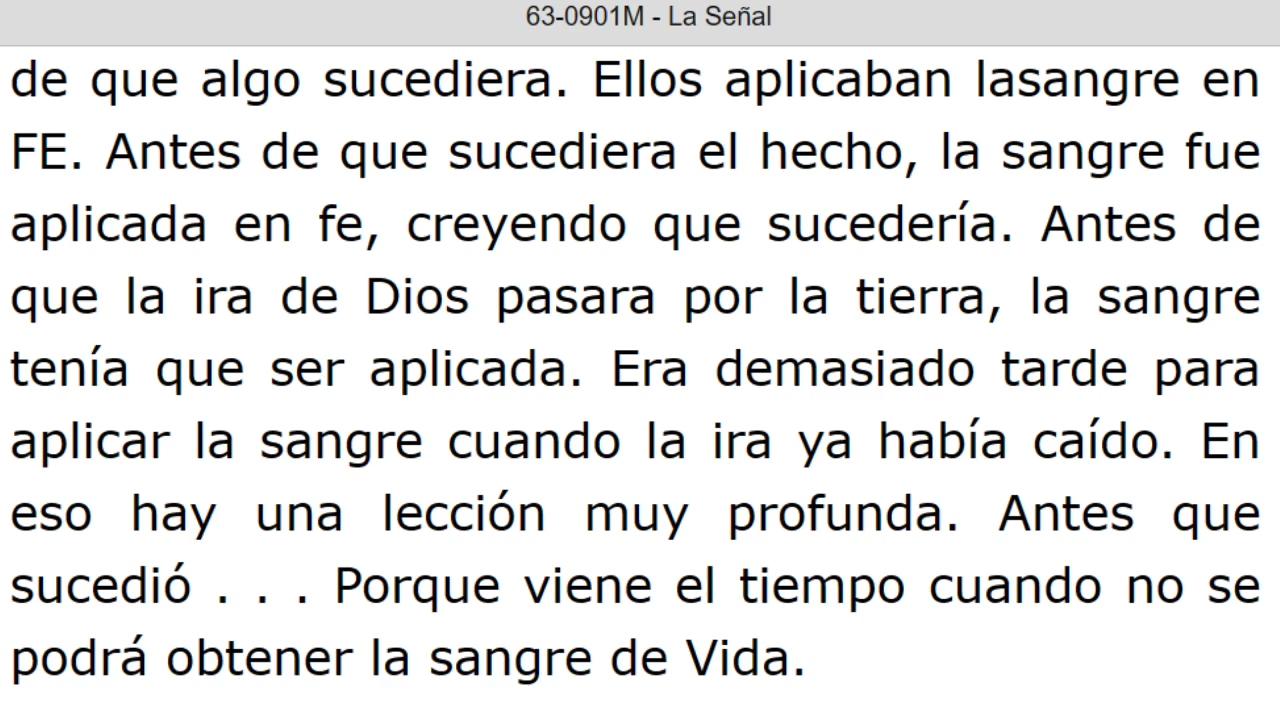 63-0901M - La Señal
de que algo sucediera. Ellos aplicaban lasangre en
FE. Antes de que sucediera el hecho, la sangre fue
aplicada en fe, creyendo que sucedería. Antes de
que la ira de Dios pasara por la tierra, la sangre
tenía que ser aplicada. Era demasiado tarde para
aplicar la sangre cuando la ira ya había caído. En
eso hay una lección muy profunda. Antes que
sucedió . . . Porque viene el tiempo cuando no se
podrá obtener la sangre de Vida.